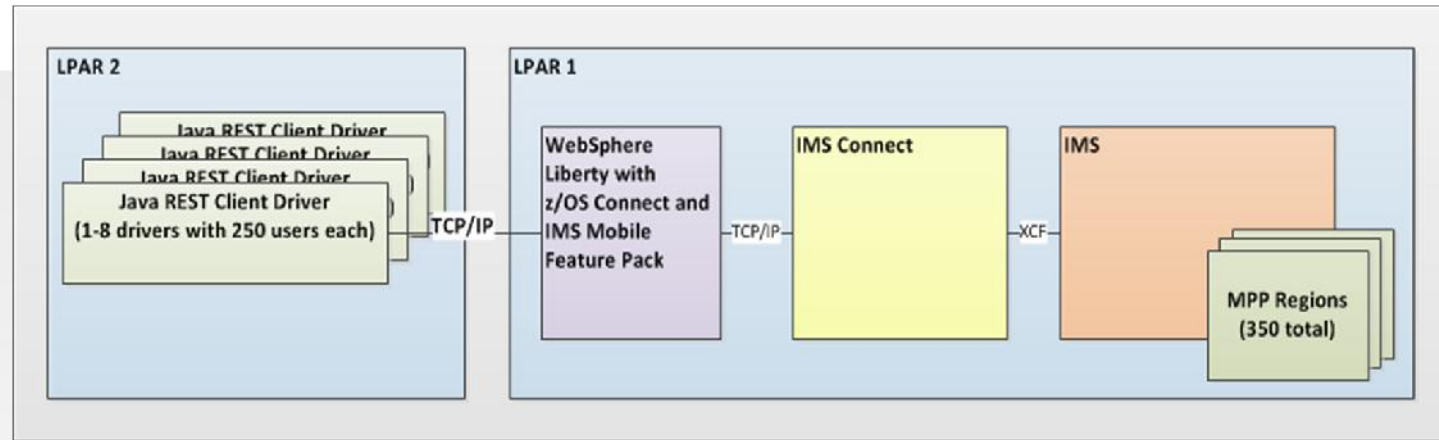 LPAR 2
Java REST Client Driver
Java REST Client Driver
)
Java REST Client Driver
)
Java REST Client Driver
(1-8 drivers with 250 users each)
TCP/IP
LPAR 1
WebSphere
Liberty with
z/OS Connect and
IMS Mobile
Feature Pack
TCP/IP
IMS Connect
XCF
IMS
MPP Regions
(350 total)